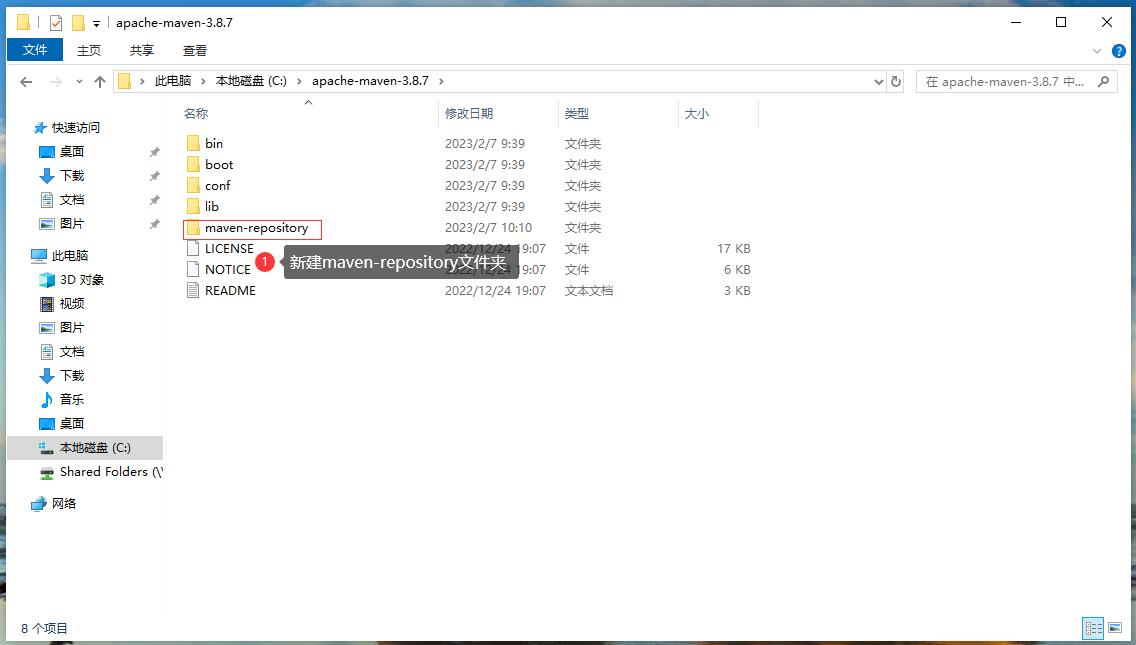 apache-maven-3.8.7
文件 主页 共享 查看
此电脑 本地磁盘 (C:) apache-maven-3.8.7 在 apache-maven-3.8.7 中...
名称 修改日期 类型 大小
快速访问
桌面
下载
文档
图片
此电脑
3D 对象
视频
图片
文档
下载
音乐
桌面
本地磁盘 (C:)
Shared Folders (\\
网络
bin 2023/2/7 9:39 文件夹
boot 2023/2/7 9:39 文件夹
conf 2023/2/7 9:39 文件夹
lib 2023/2/7 9:39 文件夹
maven-repository 2023/2/7 10:10 文件夹
LICENSE 2022/12/24 19:07 文件 17 KB
1 新建maven-repository文件夹
NOTICE 19:07 文件 6 KB
README 2022/12/24 19:07 文本文档 3 KB
8 个项目